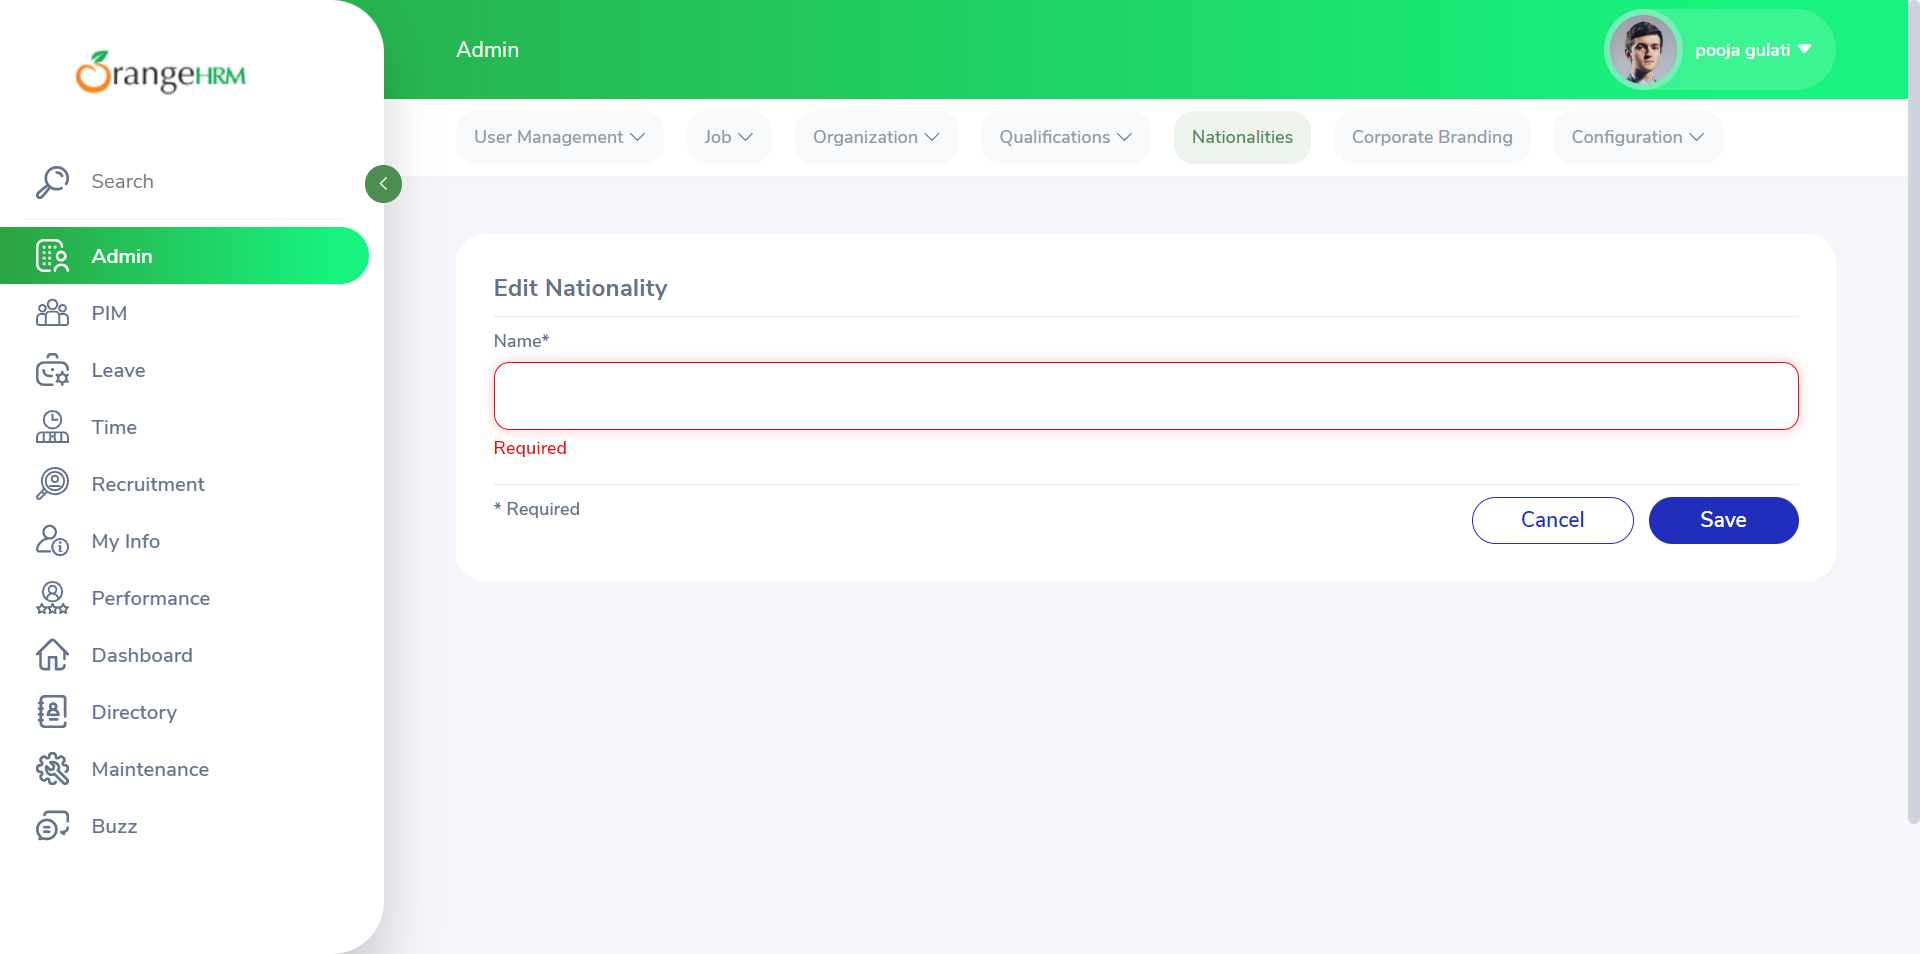 OrangeHRM
Search
Admin
PIM
Leave
Time
Recruitment
My Info
Performance
Dashboard
Directory
Maintenance
Buzz
Admin
pooja gulati
User Management
Job
Organization
Qualifications
Nationalities
Corporate Branding
Configuration
Edit Nationality
Name*
Required
* Required
Cancel
Save